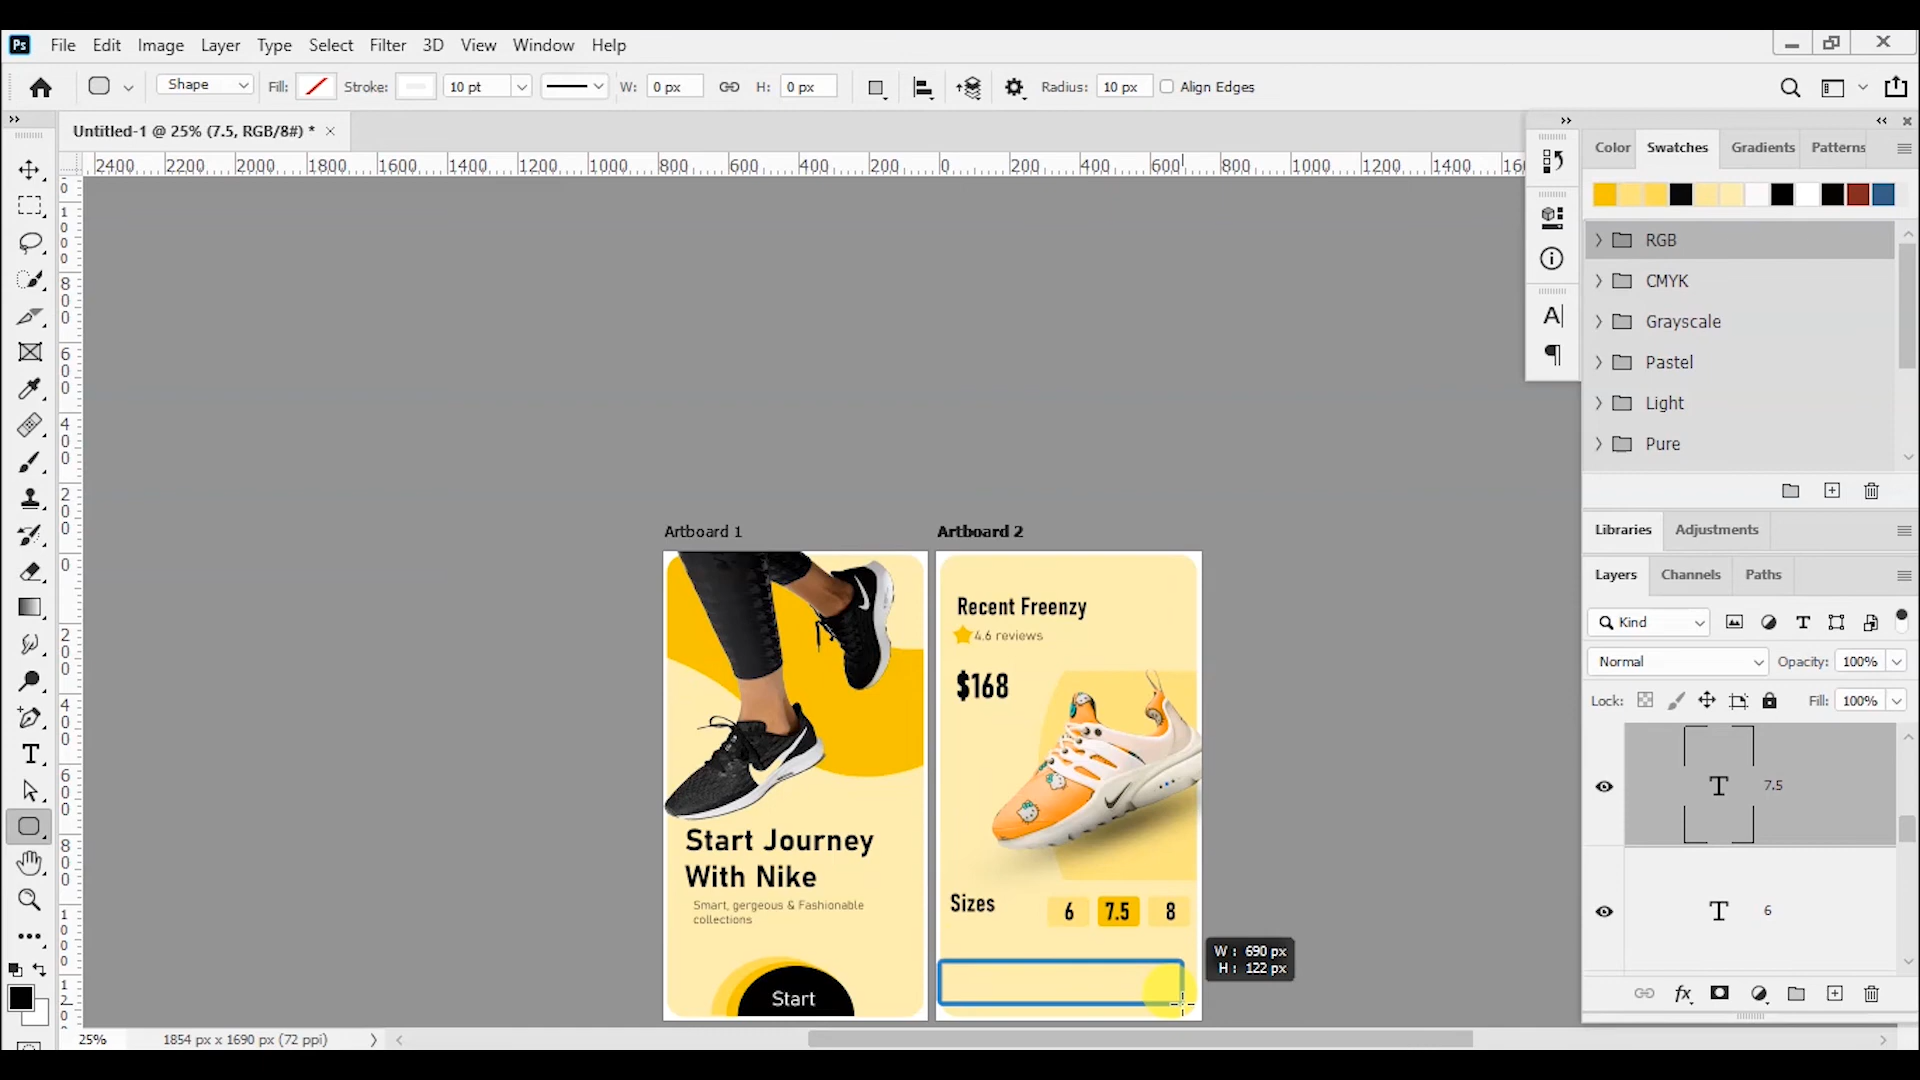 Ps File Edit Image Layer Type Select Filter 3D View Window Help
Shape Fill: Stroke: 10 pt W: 0 px H: 0 px Radius: 10 px Align Edges
Untitled-1 @ 25% (7.5, RGB/8#) *
2400 2200 2000 1800 1600 1400 1200 1000 800 600 400 200 0 200 400 600 800 1000 1200 1400
Color Swatches Gradients Patterns
RGB
CMYK
Grayscale
Pastel
Light
Pure
Libraries Adjustments
Layers Channels Paths
Kind
Normal Opacity: 100%
Lock: Fill: 100%
T 7.5
T 6
Artboard 1
Start Journey
With Nike
Smart, gergeous & Fashionable
collections
Start
Artboard 2
Recent Freenzy
4.6 reviews
$168
Sizes 6 7.5 8
W : 690 px
H : 122 px
25% 1854 px x 1690 px (72 ppi)